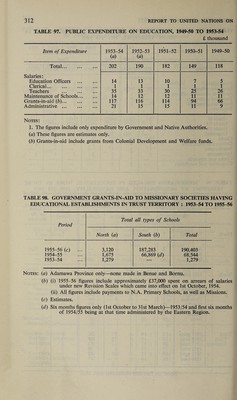 312 REPORT TO UNITED NATIONS ON
TABLE 97. PUBLIC EXPENDITURE ON EDUCATION, 1949-50 TO 1953-54
£ thousand
Item of Expenditure 1953-54 (a) 1952-53 (a) 1951-52 1950-51 1949-50
Total... 202 190 182 149 118
Salaries:
Education Officers 14 13 10 7 5
Clerical... 1 1 1 1 1
Teachers 35 33 30 25 26
Maintenance of Schools... 14 12 12 11 11
Grants-in-aid (b)... 117 116 114 94 66
Administrative 21 15 15 11 9
NOTES:
1. The figures include only expenditure by Government and Native Authorities.
(a) These figures are estimates only.
(b) Grants-in-aid include grants from Colonial Development and Welfare funds.
TABLE 98. GOVERNMENT GRANTS-IN-AID TO MISSIONARY SOCIETIES HAVING
EDUCATIONAL ESTABLISHMENTS IN TRUST TERRITORY : 1953-54 TO 1955-56
Period Total all types of Schools
North (a) South (b) Total
1955-56 (c) 3,120 187,283 190,403
1954-55 1,675 66,869 (d) 68,544
1953-54 1,279 — 1,279
NOTES: (a) Adamawa Province only—none made in Benue and Bornu.
(b) (i) 1955-56 figures include approximately £37,000 spent on arrears of salaries
under new Revision Scales which came into effect on 1st October, 1954.
(ii) All figures include payments to N.A. Primary Schools, as well as Missions.
(c) Estimates.
(d) Six months figures only (1st October to 31st March)—1953/54 and first six months
of 1954/55 being at that time administered by the Eastern Region.